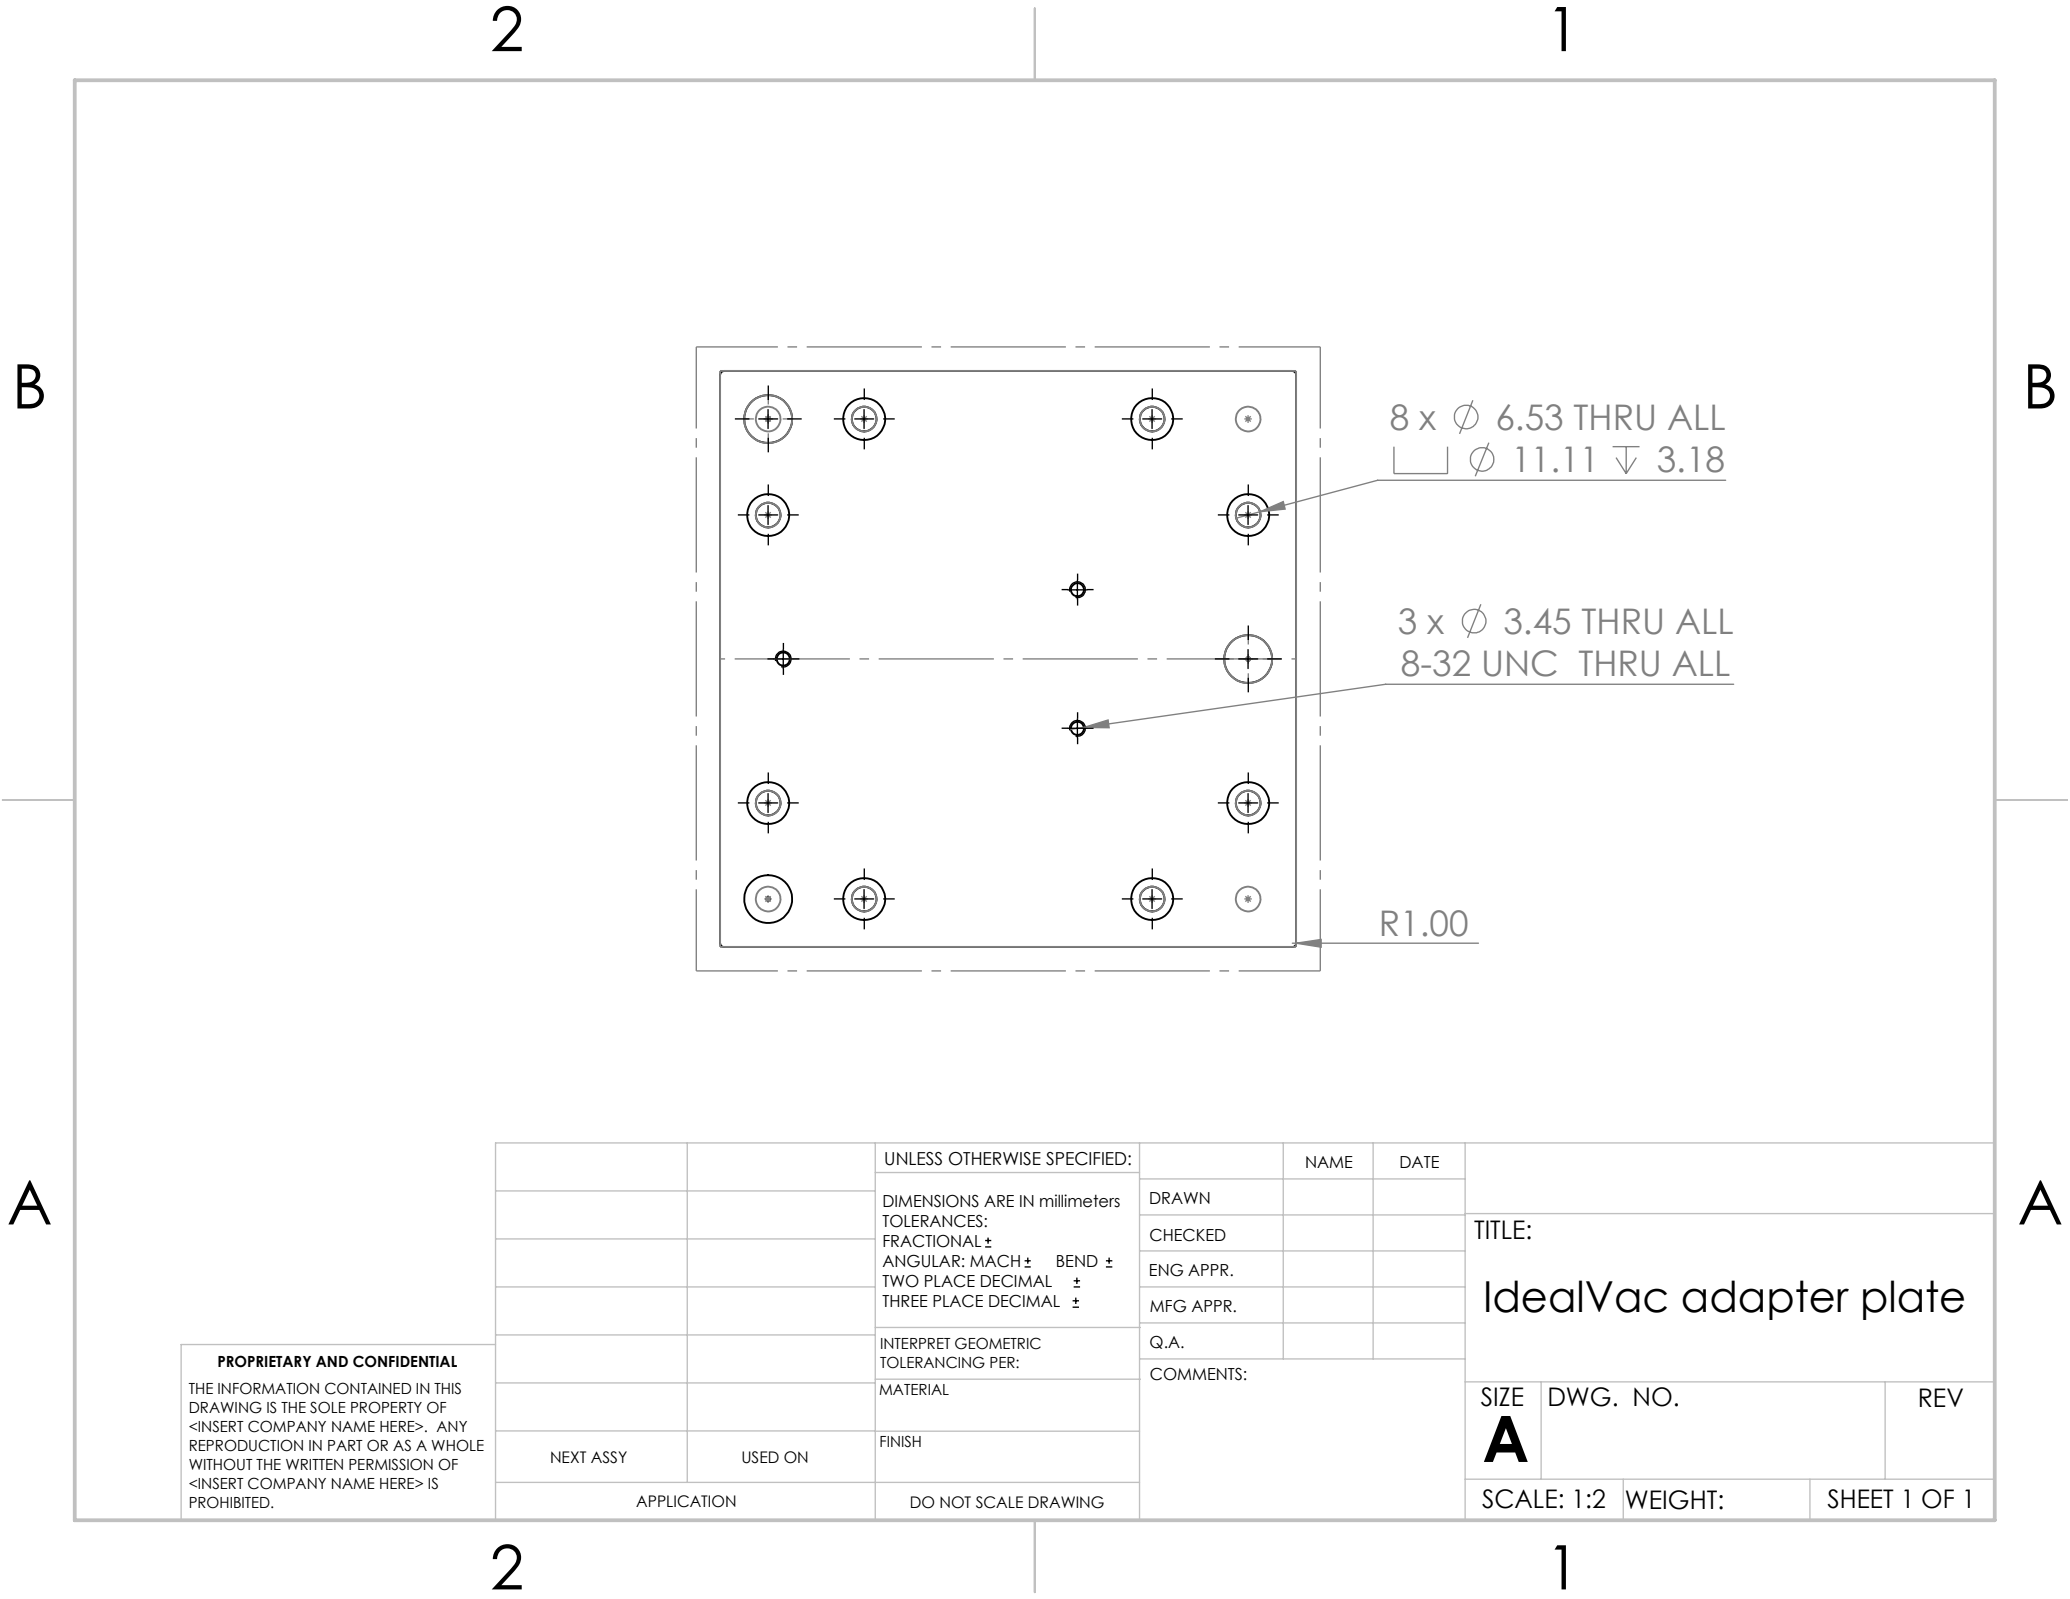 2
1
B
B
8 x ∅ 6.53 THRU ALL
⌴ ∅ 11.11 ↧ 3.18
3 x ∅ 3.45 THRU ALL
8-32 UNC THRU ALL
R1.00
A
A
UNLESS OTHERWISE SPECIFIED:
DIMENSIONS ARE IN millimeters
TOLERANCES:
FRACTIONAL ±
ANGULAR: MACH ± BEND ±
TWO PLACE DECIMAL ±
THREE PLACE DECIMAL ±
INTERPRET GEOMETRIC
TOLERANCING PER:
MATERIAL
FINISH
DO NOT SCALE DRAWING
NAME DATE
DRAWN
CHECKED
ENG APPR.
MFG APPR.
Q.A.
COMMENTS:
TITLE:
IdealVac adapter plate
SIZE DWG. NO. REV
A
SCALE: 1:2 WEIGHT: SHEET 1 OF 1
PROPRIETARY AND CONFIDENTIAL
THE INFORMATION CONTAINED IN THIS
DRAWING IS THE SOLE PROPERTY OF
<INSERT COMPANY NAME HERE>. ANY
REPRODUCTION IN PART OR AS A WHOLE
WITHOUT THE WRITTEN PERMISSION OF
<INSERT COMPANY NAME HERE> IS
PROHIBITED.
NEXT ASSY USED ON
APPLICATION
2
1